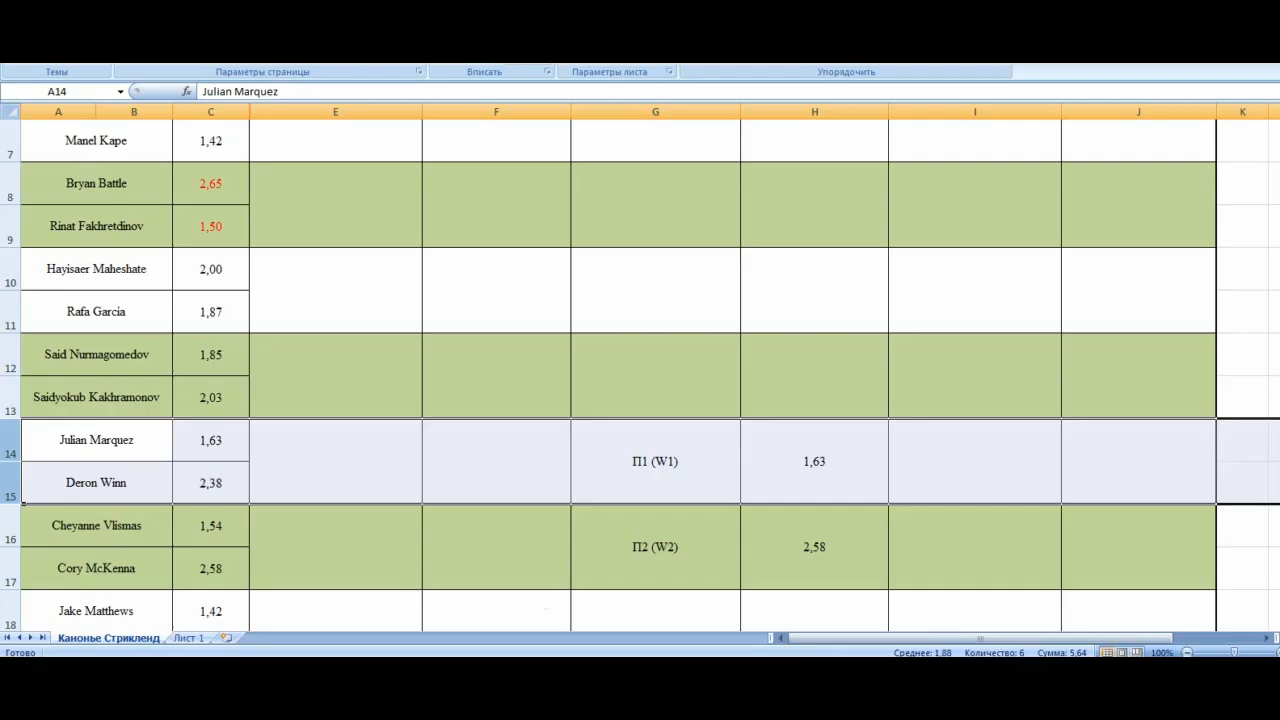 Темы Параметры страницы Вписать Параметры листа Упорядочить
A14 fx Julian Marquez
A B C E F G H I J K
7 Manel Kape 1,42
8 Bryan Battle 2,65
9 Rinat Fakhretdinov 1,50
10 Hayisaer Maheshate 2,00
11 Rafa Garcia 1,87
12 Said Nurmagomedov 1,85
13 Saidyokub Kakhramonov 2,03
14 Julian Marquez 1,63
П1 (W1) 1,63
15 Deron Winn 2,38
16 Cheyanne Vlismas 1,54
П2 (W2) 2,58
17 Cory McKenna 2,58
18 Jake Matthews 1,42
Канонье Стрикленд Лист 1
Готово Среднее: 1,88 Количество: 6 Сумма: 5,64 100%